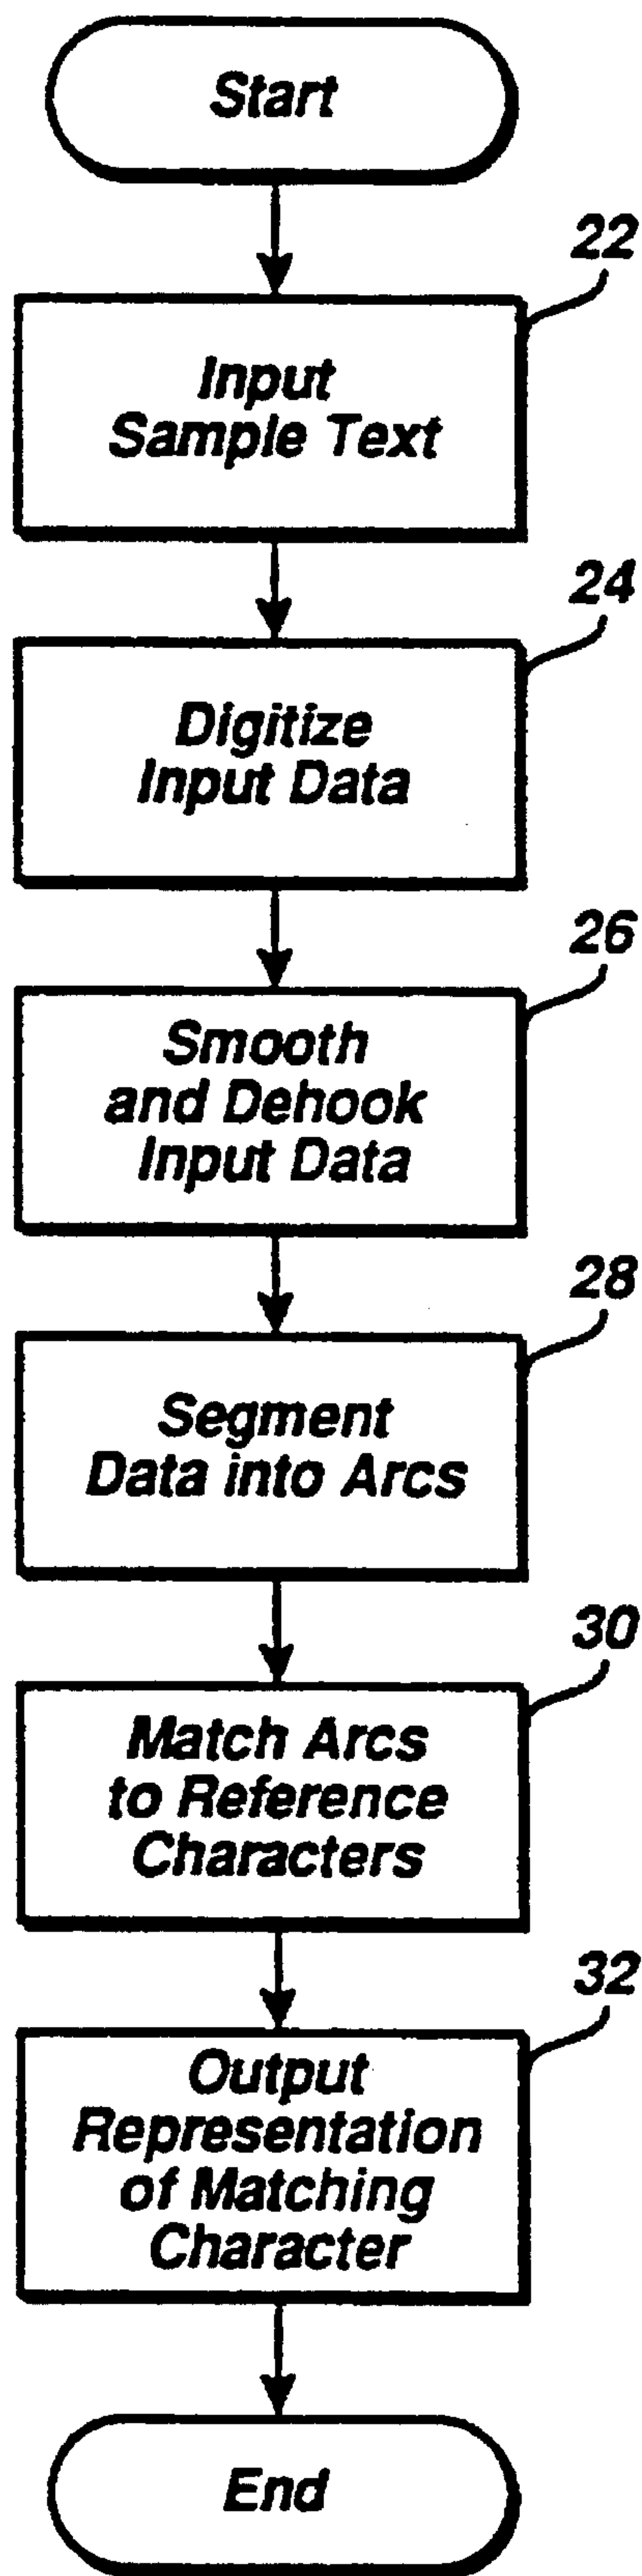 Start
22
Input
Sample Text
24
Digitize
Input Data
26
Smooth
and Dehook
Input Data
28
Segment
Data into Arcs
30
Match Arcs
to Reference
Characters
32
Output
Representation
of Matching
Character
End